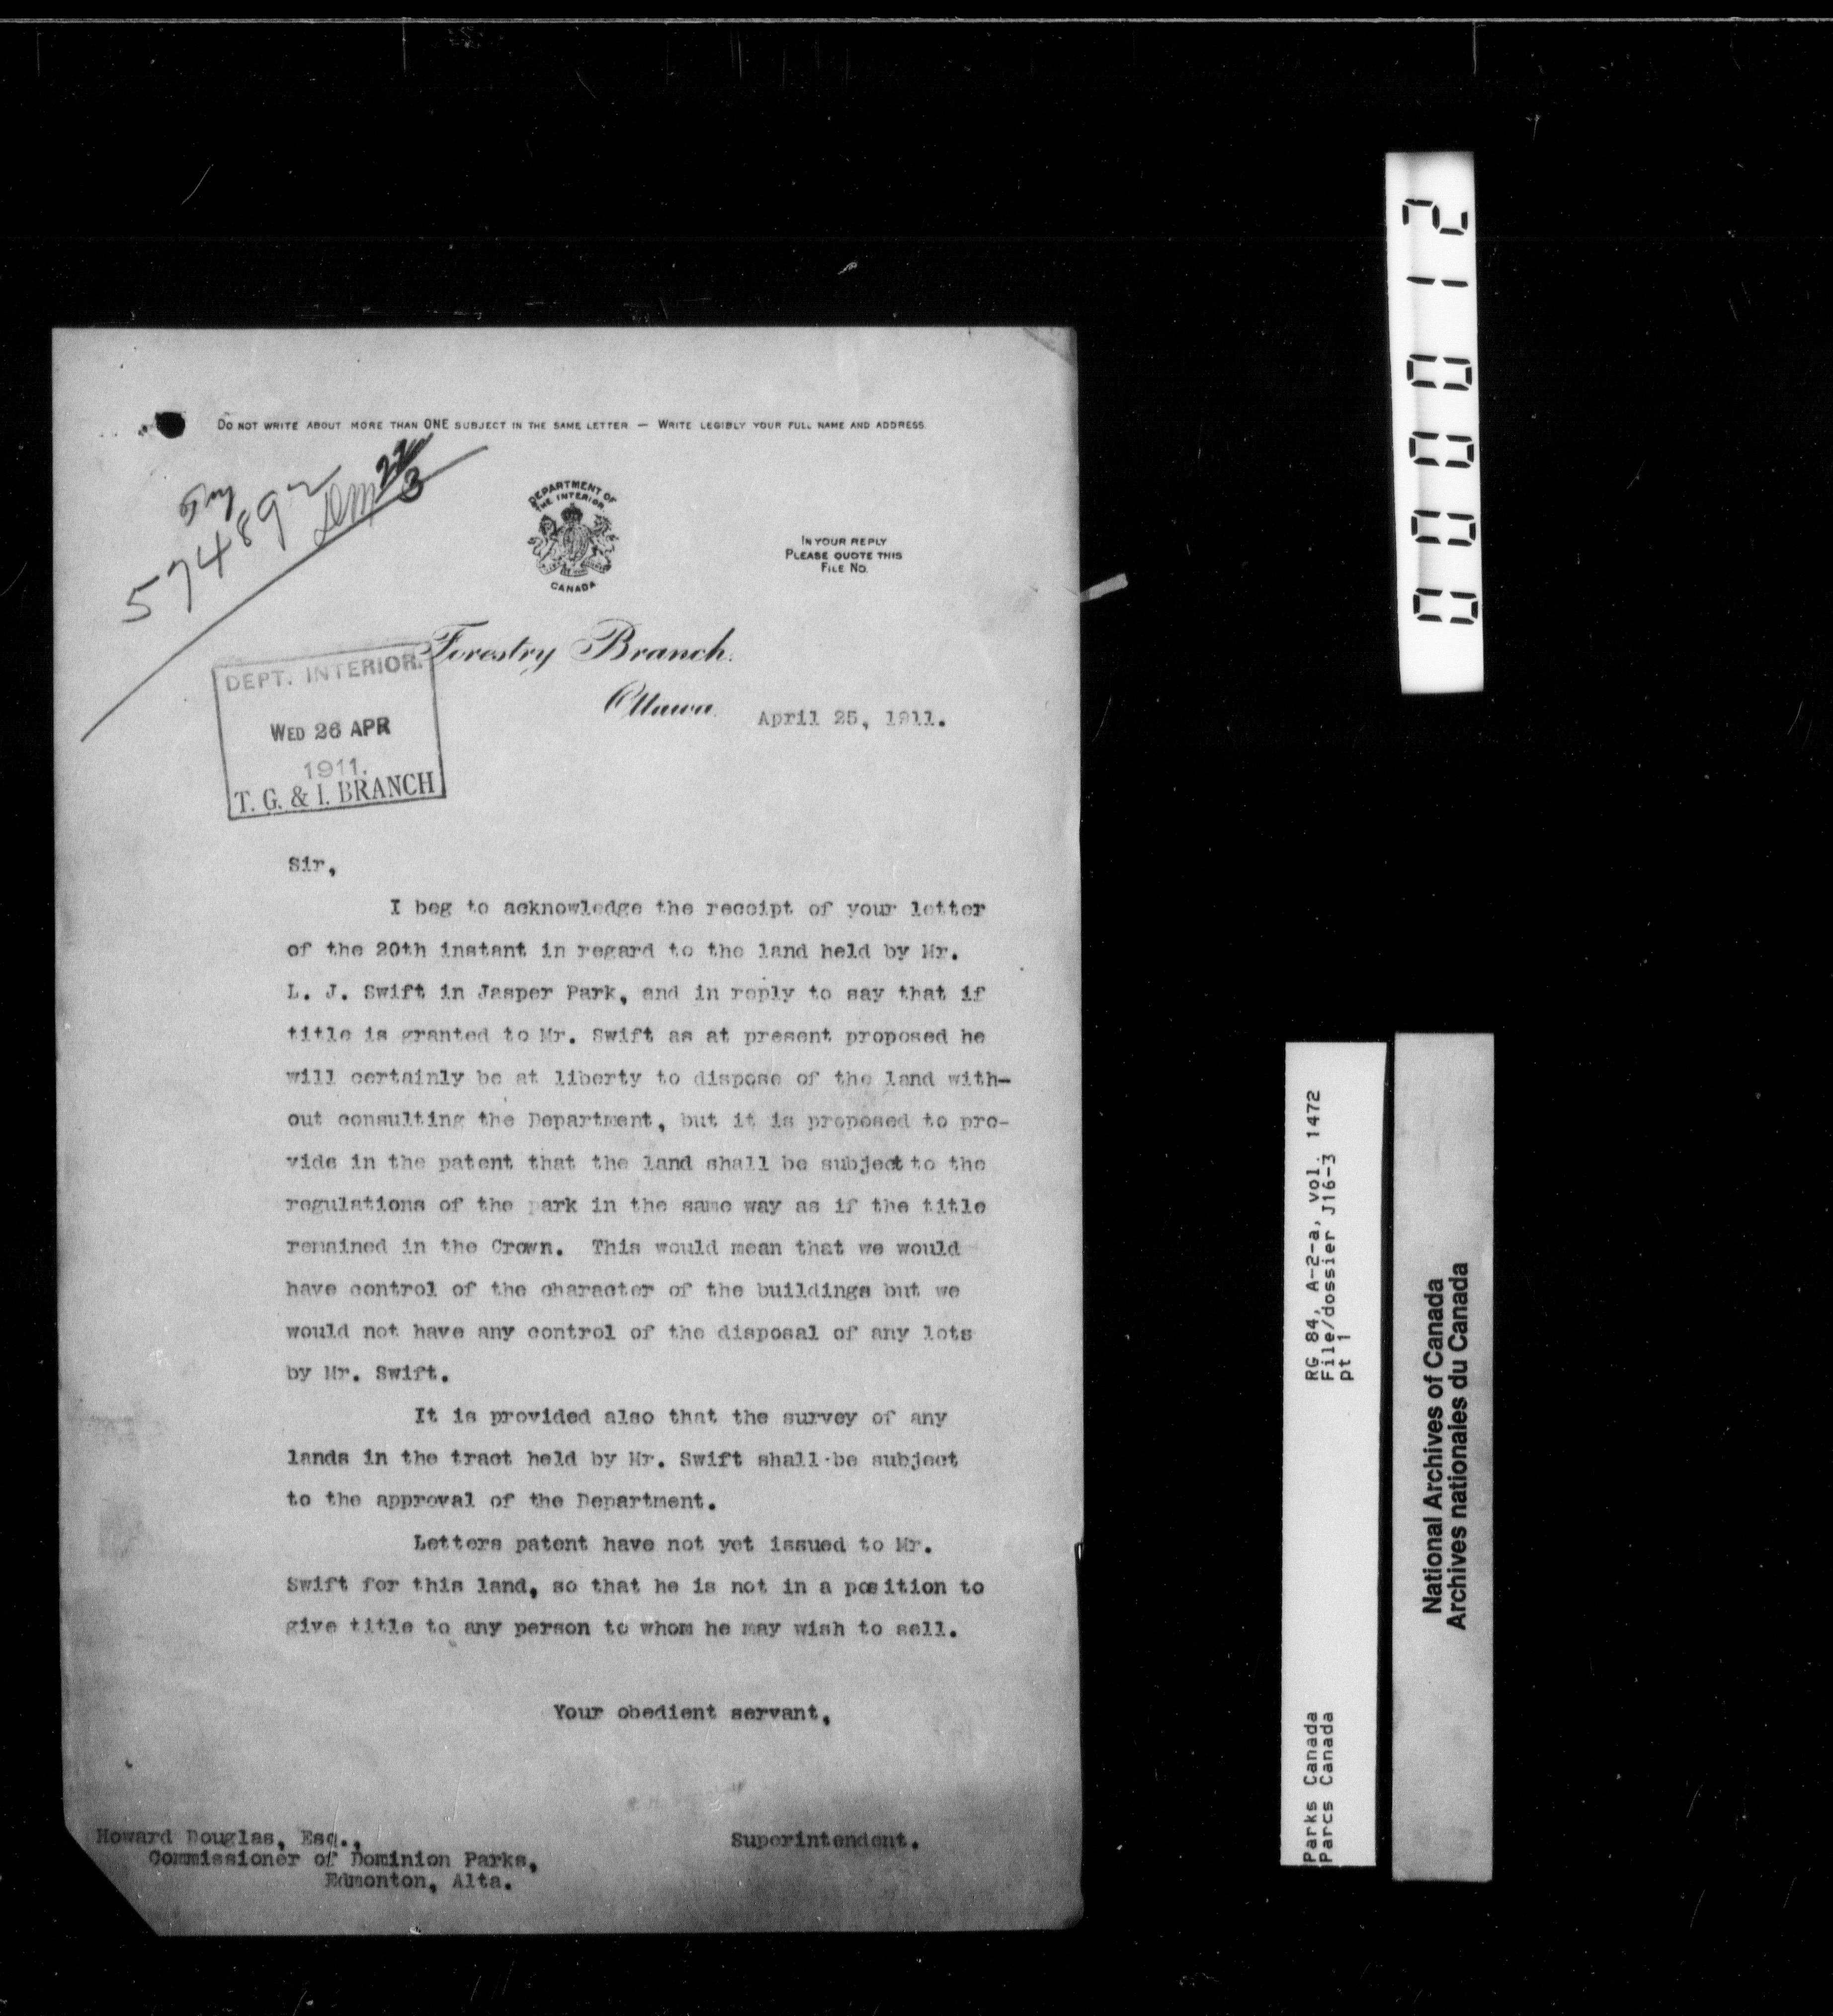 DO NOT WRITE ABOUT MORE THAN ONE SUBJECT IN THE SAME LETTER — WRITE LEGIBLY YOUR FULL NAME AND ADDRESS.
574892
DEPARTMENT OF
THE INTERIOR
CANADA
IN YOUR REPLY
PLEASE QUOTE THIS
FILE NO.
Forestry Branch.
Ottawa April 25, 1911.
DEPT. INTERIOR.
WED 26 APR
1911.
T. G. & I. BRANCH
Sir,
I beg to acknowledge the receipt of your letter
of the 20th instant in regard to the land held by Mr.
L. J. Swift in Jasper Park, and in reply to say that if
title is granted to Mr. Swift as at present proposed he
will certainly be at liberty to dispose of the land with-
out consulting the Department, but it is proposed to pro-
vide in the patent that the land shall be subject to the
regulations of the park in the same way as if the title
remained in the Crown. This would mean that we would
have control of the character of the buildings but we
would not have any control of the disposal of any lots
by Mr. Swift.
It is provided also that the survey of any
lands in the tract held by Mr. Swift shall be subject
to the approval of the Department.
Letters patent have not yet issued to Mr.
Swift for this land, so that he is not in a position to
give title to any person to whom he may wish to sell.
Your obedient servant,
Superintendent.
Howard Douglas, Esq.,
Commissioner of Dominion Parks,
Edmonton, Alta.
000012
RG 84, A-2-a, vol. 1472
File/dossier J16-3
pt 1
Parks Canada
Parcs Canada
National Archives of Canada
Archives nationales du Canada